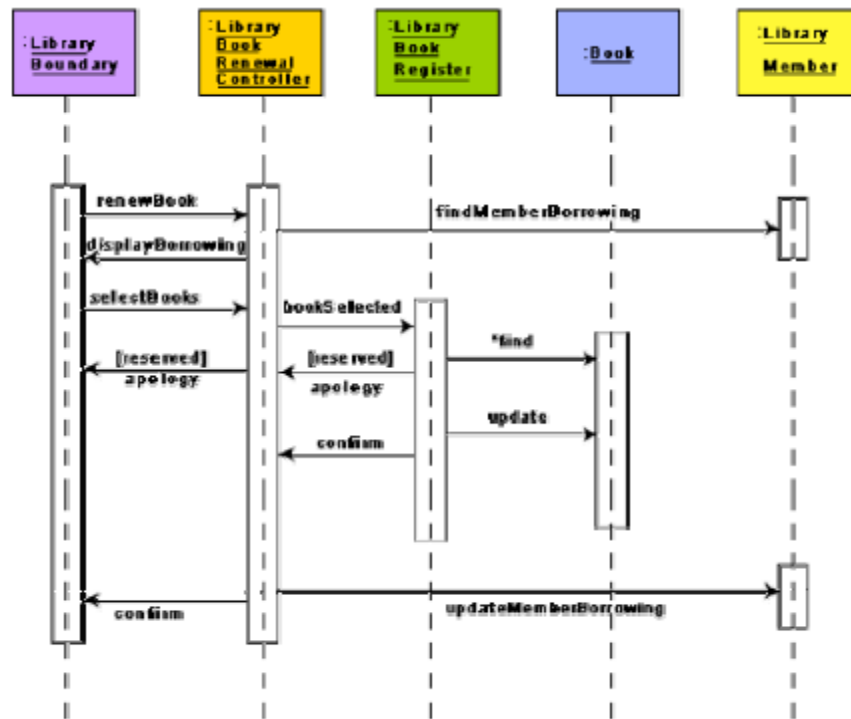 :Library
Boundary
:Library
Book
Renewal
Controller
:Library
Book
Register
:Book
:Library
Member
renewBook
findMemberBorrowing
displayBorrowing
selectBooks
bookSelected
[reserved]
apology
[reserved]
apology
*find
update
confirm
confirm
updateMemberBorrowing